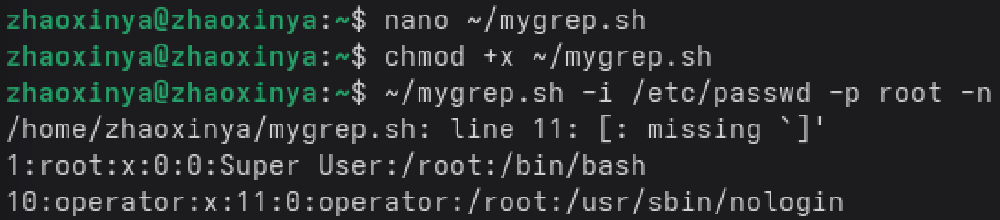 zhaoxinya@zhaoxinya:~$ nano ~/mygrep.sh
zhaoxinya@zhaoxinya:~$ chmod +x ~/mygrep.sh
zhaoxinya@zhaoxinya:~$ ~/mygrep.sh -i /etc/passwd -p root -n
/home/zhaoxinya/mygrep.sh: line 11: [: missing `]'
1:root:x:0:0:Super User:/root:/bin/bash
10:operator:x:11:0:operator:/root:/usr/sbin/nologin